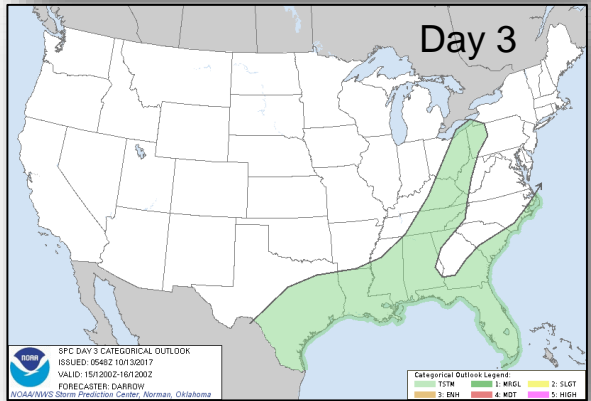 Day 3
NOAA
SPC DAY 3 CATEGORICAL OUTLOOK
ISSUED: 0548Z 10/13/2017
VALID: 15/1200Z-16/1200Z
FORECASTER: DARROW
NOAA/NWS Storm Prediction Center, Norman, Oklahoma
Categorical Outlook Legend:
TSTM 1: MRGL 2: SLGT
3: ENH 4: MDT 5: HIGH